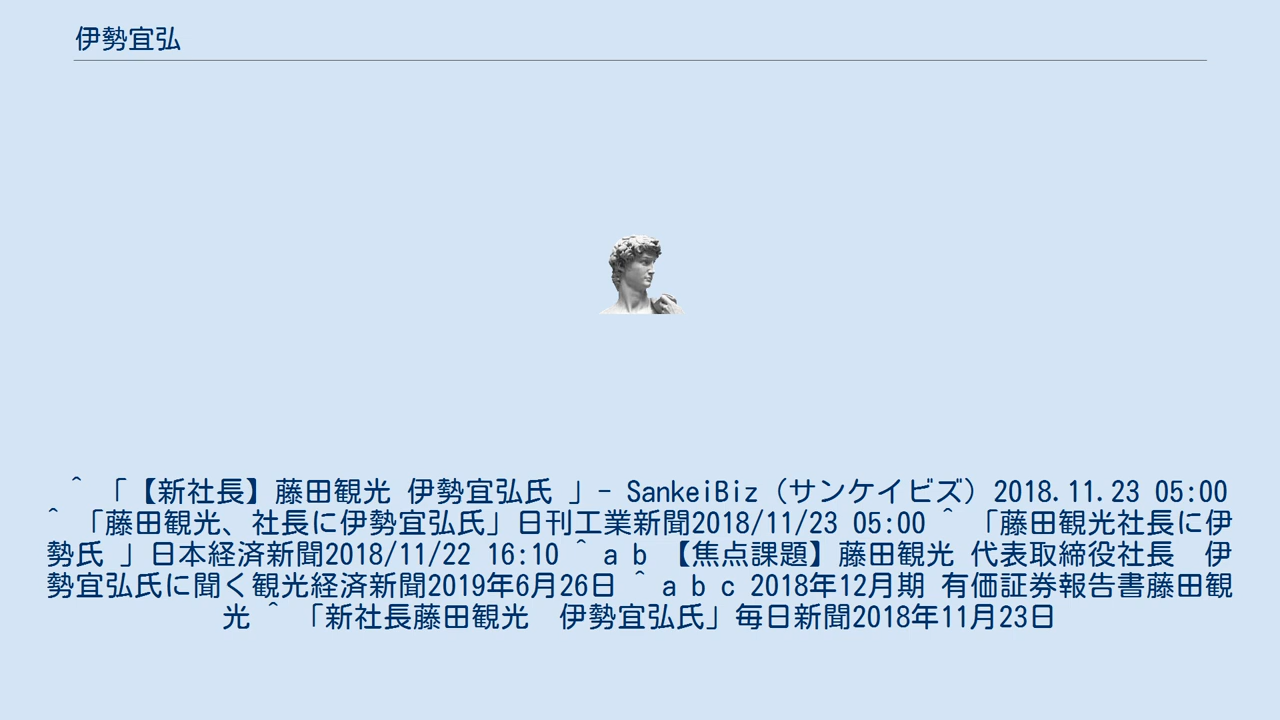 伊勢宜弘
^ 「【新社長】藤田観光 伊勢宜弘氏 」- SankeiBiz（サンケイビズ）2018.11.23 05:00
^ 「藤田観光、社長に伊勢宜弘氏」日刊工業新聞2018/11/23 05:00 ^ 「藤田観光社長に伊
勢氏 」日本経済新聞2018/11/22 16:10 ^ a b 【焦点課題】藤田観光 代表取締役社長　伊
勢宜弘氏に聞く観光経済新聞2019年6月26日 ^ a b c 2018年12月期 有価証券報告書藤田観
光 ^ 「新社長藤田観光　伊勢宜弘氏」毎日新聞2018年11月23日